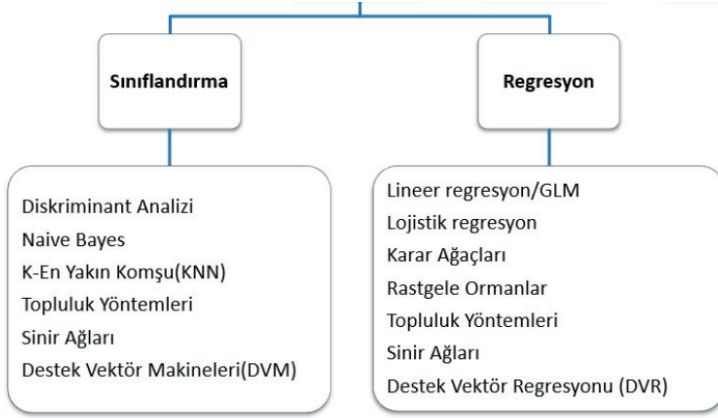 Sınıflandırma
Regresyon
Diskriminant Analizi
Naive Bayes
K-En Yakın Komşu(KNN)
Topluluk Yöntemleri
Sinir Ağları
Destek Vektör Makineleri(DVM)
Lineer regresyon/GLM
Lojistik regresyon
Karar Ağaçları
Rastgele Ormanlar
Topluluk Yöntemleri
Sinir Ağları
Destek Vektör Regresyonu (DVR)